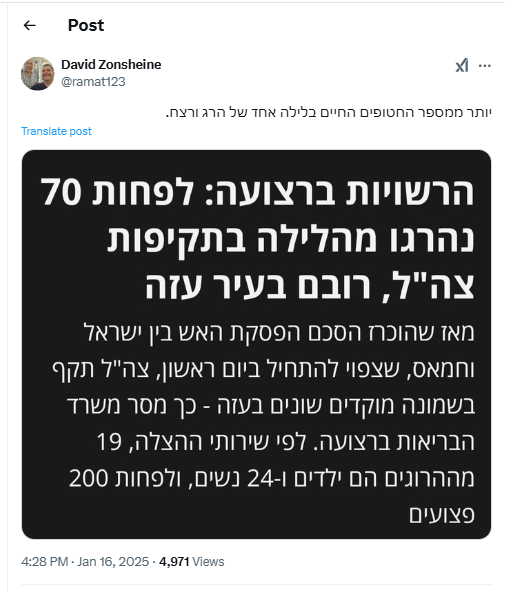 Post
David Zonsheine
@ramat123
יותר ממספר החטופים החיים בלילה אחד של הרג ורצח.
Translate post
הרשויות ברצועה: לפחות 70
נהרגו מהלילה בתקיפות
צה"ל, רובם בעיר עזה
מאז שהוכרז הסכם הפסקת האש בין ישראל
וחמאס, שצפוי להתחיל ביום ראשון, צה"ל תקף
בשמונה מוקדים שונים בעזה - כך מסר משרד
הבריאות ברצועה. לפי שירותי ההצלה, 19
מההרוגים הם ילדים ו-24 נשים, ולפחות 200
פצועים
4:28 PM · Jan 16, 2025 · 4,971 Views